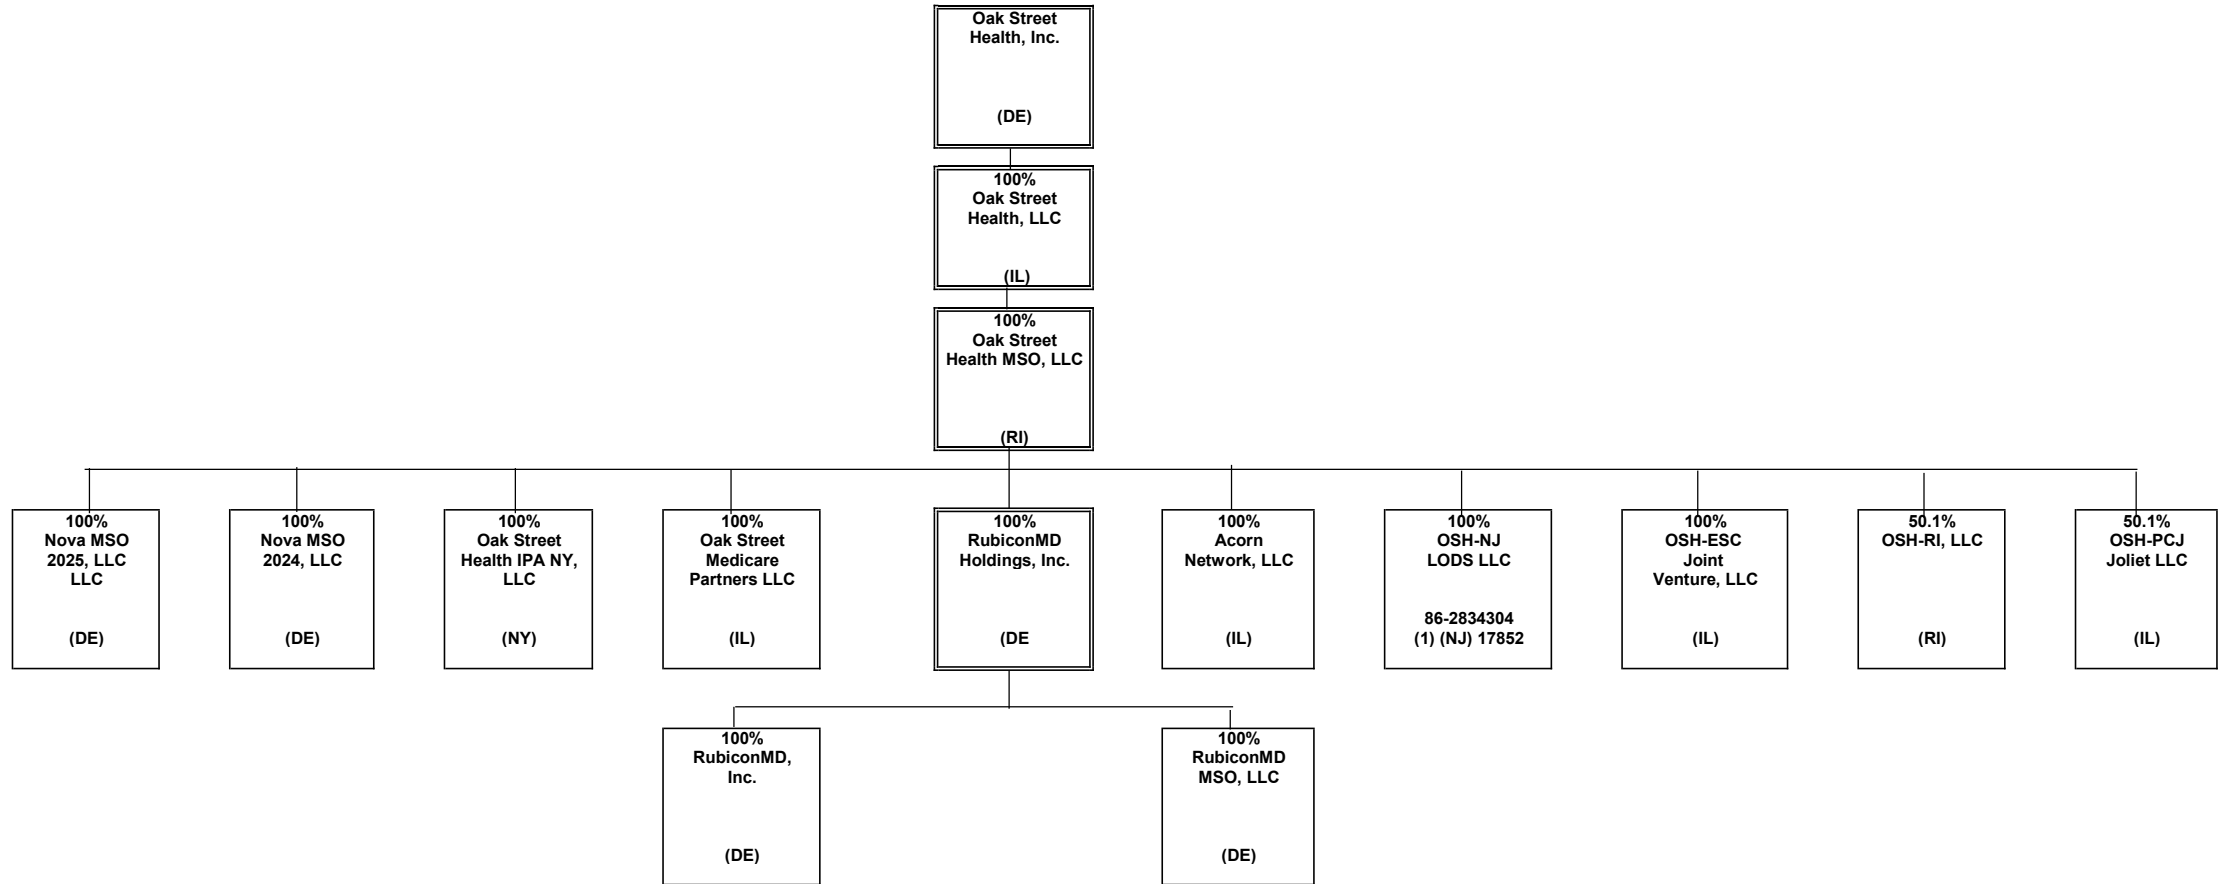 Oak Street
Health, Inc.
(DE)
100%
Oak Street
Health, LLC
(IL)
100%
Oak Street
Health MSO, LLC
(RI)
100%
Nova MSO
2025, LLC
LLC
(DE)
100%
Nova MSO
2024, LLC
(DE)
100%
Oak Street
Health IPA NY,
LLC
(NY)
100%
Oak Street
Medicare
Partners LLC
(IL)
100%
RubiconMD
Holdings, Inc.
(DE
100%
Acorn
Network, LLC
(IL)
100%
OSH-NJ
LODS LLC
86-2834304
(1) (NJ) 17852
100%
OSH-ESC
Joint
Venture, LLC
(IL)
50.1%
OSH-RI, LLC
(RI)
50.1%
OSH-PCJ
Joliet LLC
(IL)
100%
RubiconMD,
Inc.
(DE)
100%
RubiconMD
MSO, LLC
(DE)